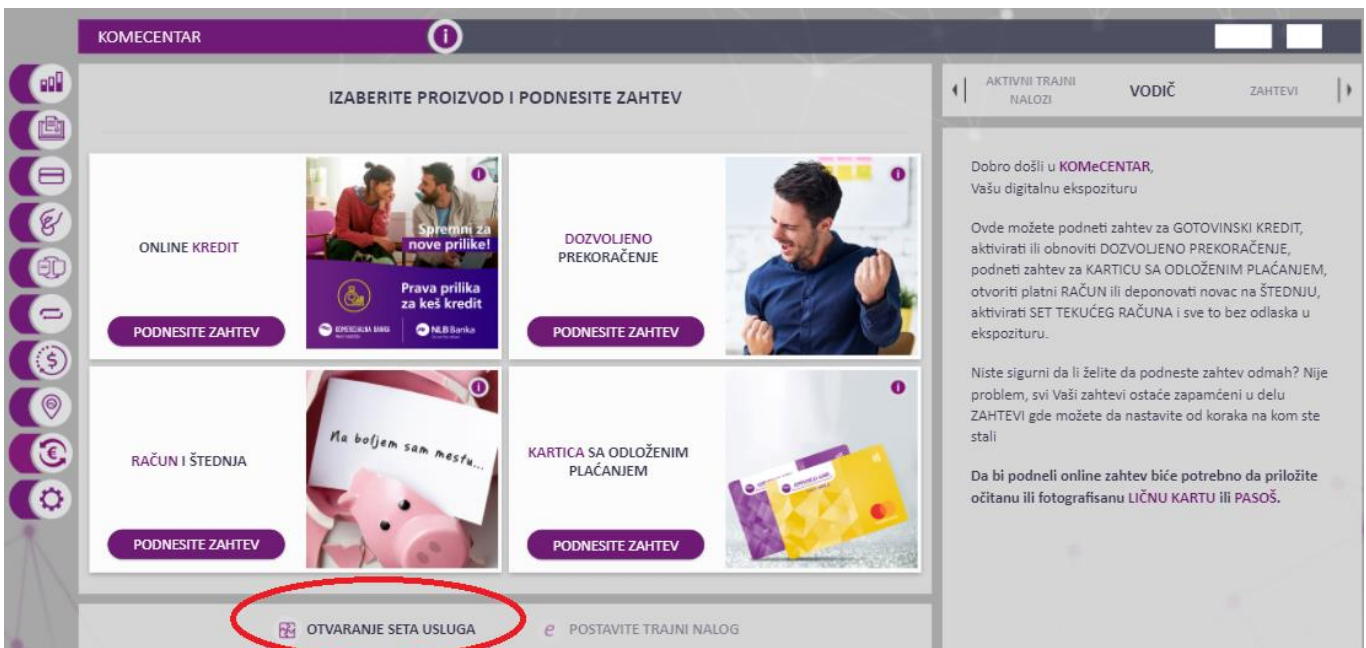 KOMECENTAR
i
IZABERITE PROIZVOD I PODNESITE ZAHTEV
ONLINE KREDIT
PODNESITE ZAHTEV
Spremni za
nove prilike!
Prava prilika
za keš kredit
KOMERCIJALNA BANKA
NLB Banka
DOZVOLJENO
PREKORAČENJE
PODNESITE ZAHTEV
RAČUN I ŠTEDNJA
PODNESITE ZAHTEV
Na boljem sam mestu...
KARTICA SA ODLOŽENIM
PLAĆANJEM
PODNESITE ZAHTEV
OTVARANJE SETA USLUGA
e POSTAVITE TRAJNI NALOG
AKTIVNI TRAJNI
NALOZI
VODIČ
ZAHTEVI
Dobro došli u KOMeCENTAR,
Vašu digitalnu ekspozituru
Ovde možete podneti zahtev za GOTOVINSKI KREDIT,
aktivirati ili obnoviti DOZVOLJENO PREKORAČENJE,
podneti zahtev za KARTICU SA ODLOŽENIM PLAĆANJEM,
otvoriti platni RAČUN ili deponovati novac na ŠTEDNJU,
aktivirati SET TEKUĆEG RAČUNA i sve to bez odlaska u
ekspozituru.
Niste sigurni da li želite da podneste zahtev odmah? Nije
problem, svi Vaši zahtevi ostaće zapamćeni u delu
ZAHTEVI gde možete da nastavite od koraka na kom ste
stali
Da bi podneli online zahtev biće potrebno da priložite
očitanu ili fotografisanu LIČNU KARTU ili PASOŠ.